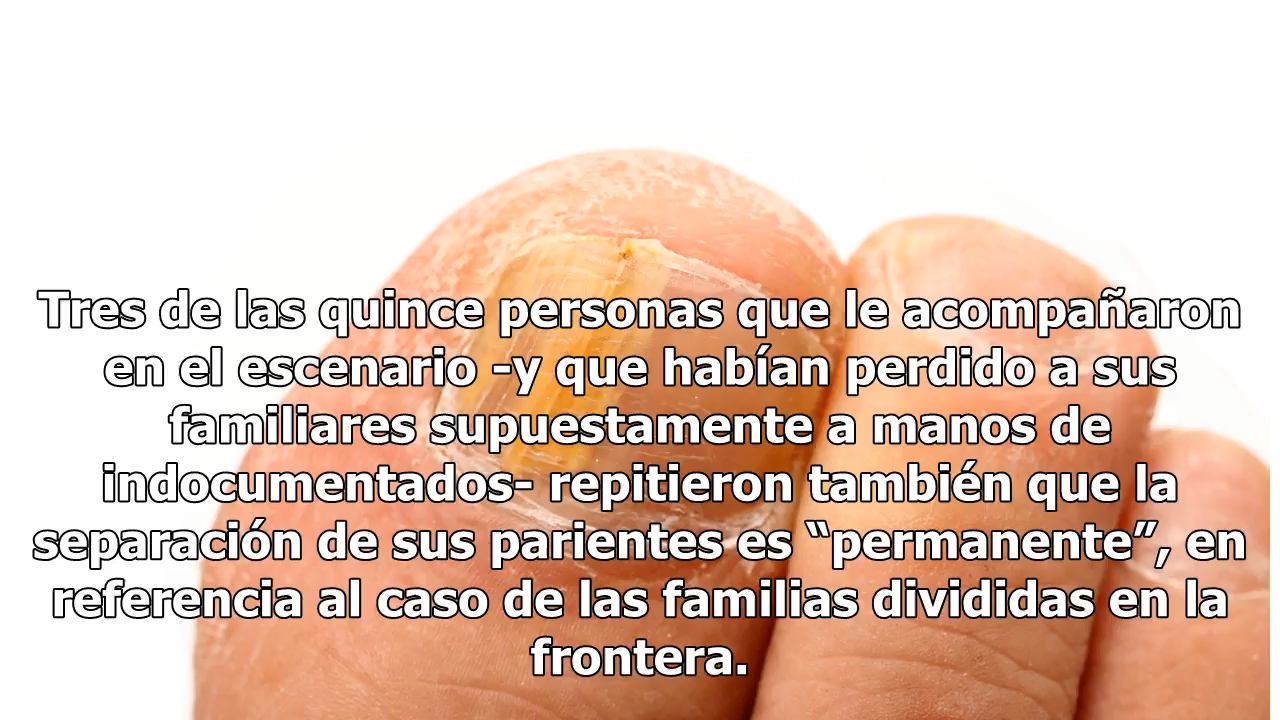 Tres de las quince personas que le acompañaron
en el escenario -y que habían perdido a sus
familiares supuestamente a manos de
indocumentados- repitieron también que la
separación de sus parientes es “permanente”, en
referencia al caso de las familias divididas en la
frontera.